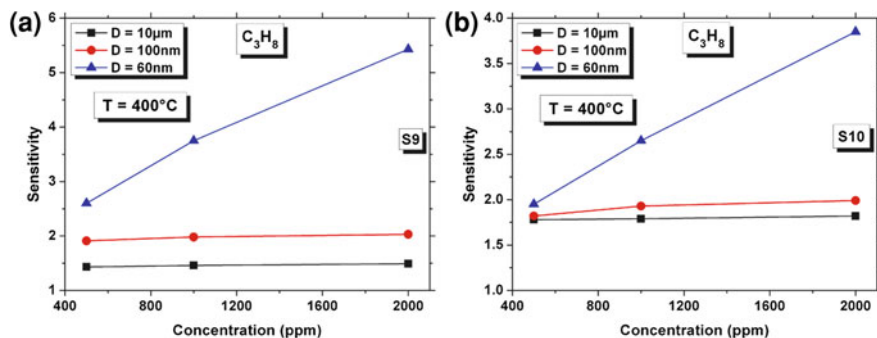 (a)
D = 10µm
D = 100nm
D = 60nm
C3H8
T = 400°C
S9
Sensitivity
6
5
4
3
2
1
400
800
1200
1600
2000
Concentration (ppm)
(b)
D = 10µm
D = 100nm
D = 60nm
C3H8
T = 400°C
S10
Sensitivity
4.0
3.5
3.0
2.5
2.0
1.5
1.0
400
800
1200
1600
2000
Concentration (ppm)